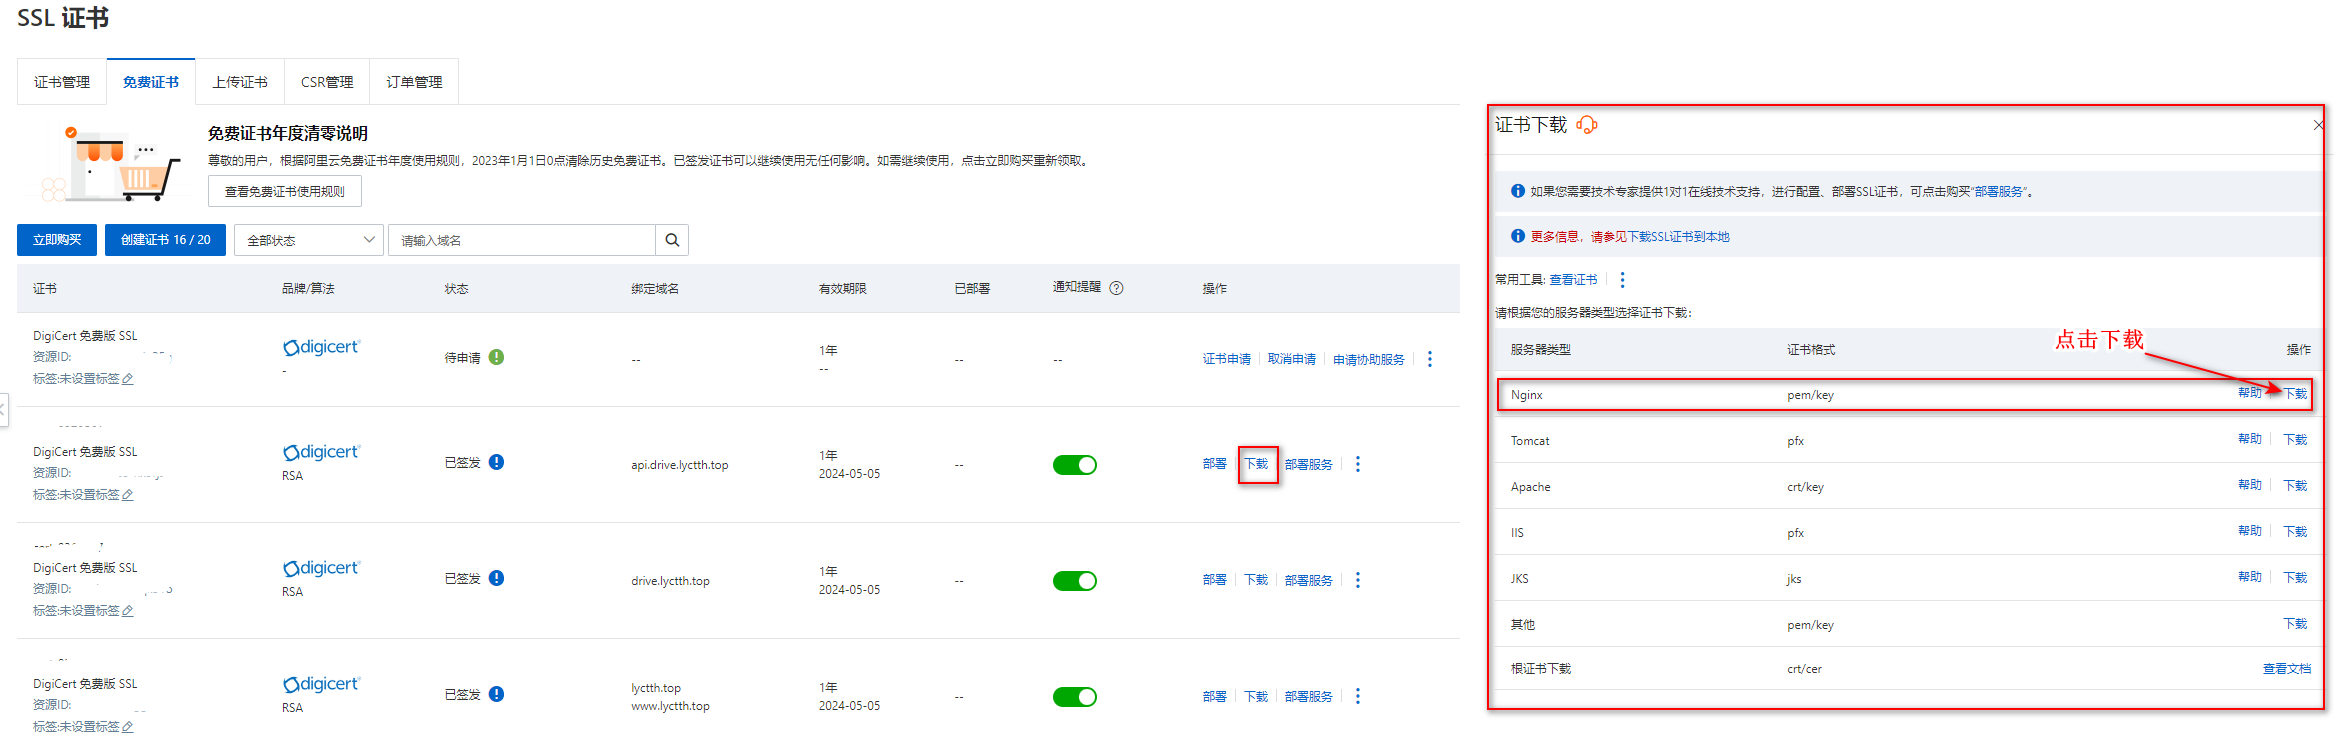 SSL 证书
证书管理 免费证书 上传证书 CSR管理 订单管理
免费证书年度清零说明
尊敬的用户，根据阿里云免费证书年度使用规则，2023年1月1日0点清除历史免费证书。已签发证书可以继续使用无任何影响。如需继续使用，点击立即购买重新领取。
查看免费证书使用规则
立即购买 创建证书 16 / 20 全部状态 请输入域名
证书 品牌/算法 状态 绑定域名 有效期限 已部署 通知提醒 操作
DigiCert 免费版 SSL
资源ID:
标签:未设置标签
digicert
-
待申请
--
1年
--
--
--
证书申请 取消申请 申请协助服务
DigiCert 免费版 SSL
资源ID:
标签:未设置标签
digicert
RSA
已签发
api.drive.lyctth.top
1年
2024-05-05
--
部署 下载 部署服务
DigiCert 免费版 SSL
资源ID:
标签:未设置标签
digicert
RSA
已签发
drive.lyctth.top
1年
2024-05-05
--
部署 下载 部署服务
DigiCert 免费版 SSL
资源ID:
标签:未设置标签
digicert
RSA
已签发
lyctth.top
www.lyctth.top
1年
2024-05-05
--
部署 下载 部署服务
证书下载
如果您需要技术专家提供1对1在线技术支持，进行配置、部署SSL证书，可点击购买“部署服务”。
更多信息，请参见下载SSL证书到本地
常用工具: 查看证书
请根据您的服务器类型选择证书下载:
点击下载
服务器类型 证书格式 操作
Nginx pem/key 帮助 下载
Tomcat pfx 帮助 下载
Apache crt/key 帮助 下载
IIS pfx 帮助 下载
JKS jks 帮助 下载
其他 pem/key 下载
根证书下载 crt/cer 查看文档